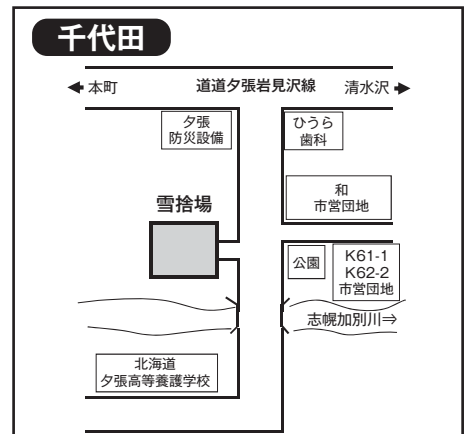 千代田
本町
道道夕張岩見沢線
清水沢
夕張
防災設備
ひうら
歯科
和
市営団地
雪捨場
公園
K61-1
K62-2
市営団地
志幌加別川⇒
北海道
夕張高等養護学校